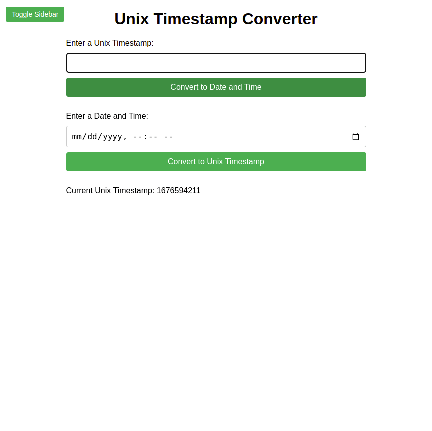 Toggle Sidebar
Unix Timestamp Converter
Enter a Unix Timestamp:
Convert to Date and Time
Enter a Date and Time:
mm/dd/yyyy, --:-- --
Convert to Unix Timestamp
Current Unix Timestamp: 1676594211